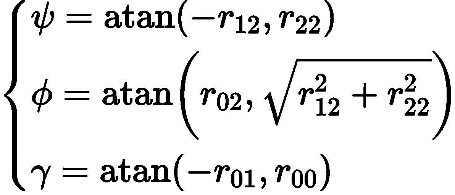 ψ = atan(−r₁₂, r₂₂)
ϕ = atan(r₀₂, √(r₁₂² + r₂₂²))
γ = atan(−r₀₁, r₀₀)